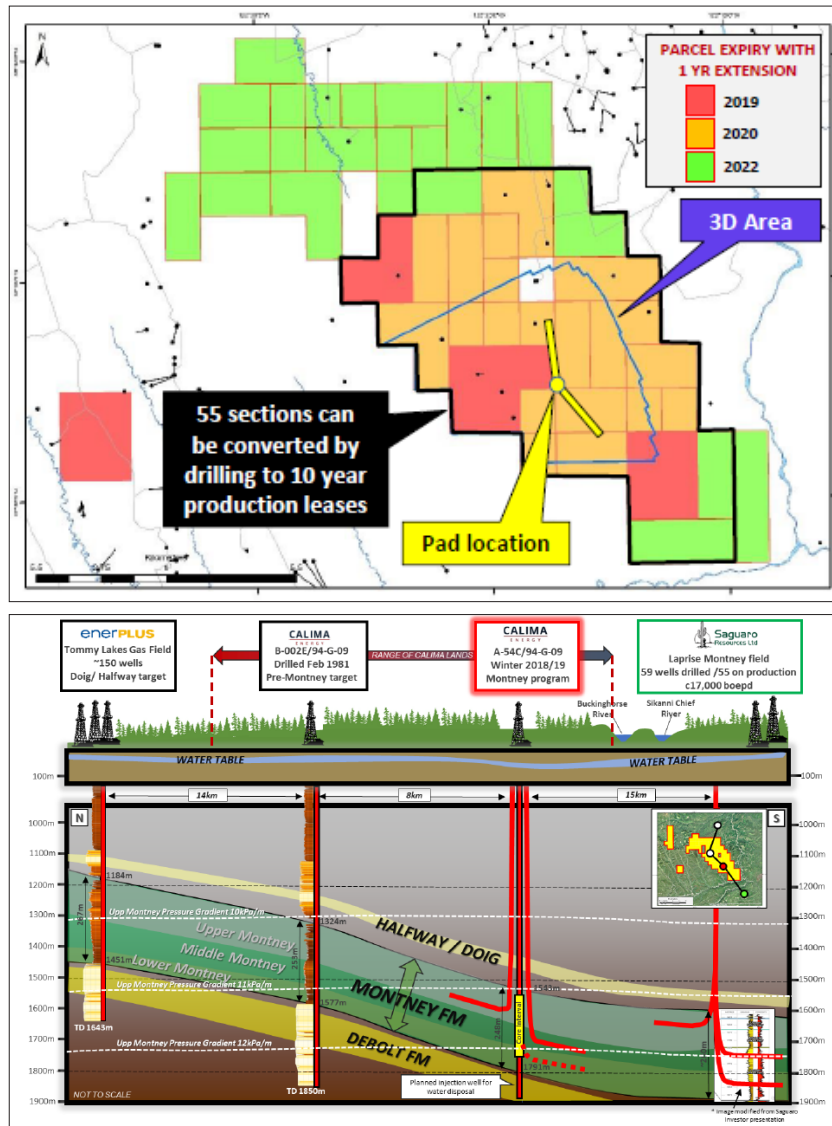 N
PARCEL EXPIRY WITH
1 YR EXTENSION
2019
2020
2022
3D Area
55 sections can
be converted by
drilling to 10 year
production leases
Pad location
enerPLUS
Tommy Lakes Gas Field
~150 wells
Doig/ Halfway target
CALIMA
ENERGY
B-002E/94-G-09
Drilled Feb 1981
Pre-Montney target
RANGE OF CALIMA LANDS
CALIMA
ENERGY
A-54C/94-G-09
Winter 2018/19
Montney program
Saguaro
Resources Ltd
Laprise Montney field
59 wells drilled /55 on production
c17,000 boepd
Buckinghorse
River
Sikanni Chief
River
WATER TABLE
WATER TABLE
100m
100m
14km
8km
15km
N
S
1000m
1100m
1200m
1300m
1400m
1500m
1600m
1700m
1800m
1900m
1000m
1100m
1200m
1300m
1400m
1500m
1600m
1700m
1800m
1900m
1184m
267m
1451m
TD 1643m
1324m
253m
1577m
TD 1850m
Upp Montney Pressure Gradient 10kPa/m
Upper Montney
Middle Montney
Lower Montney
Upp Montney Pressure Gradient 11kPa/m
Upp Montney Pressure Gradient 12kPa/m
HALFWAY / DOIG
MONTNEY FM
DEBOLT FM
Core Interval
1791m
Planned injection well for
water disposal
NOT TO SCALE
* Image modified from Saguaro
Investor presentation